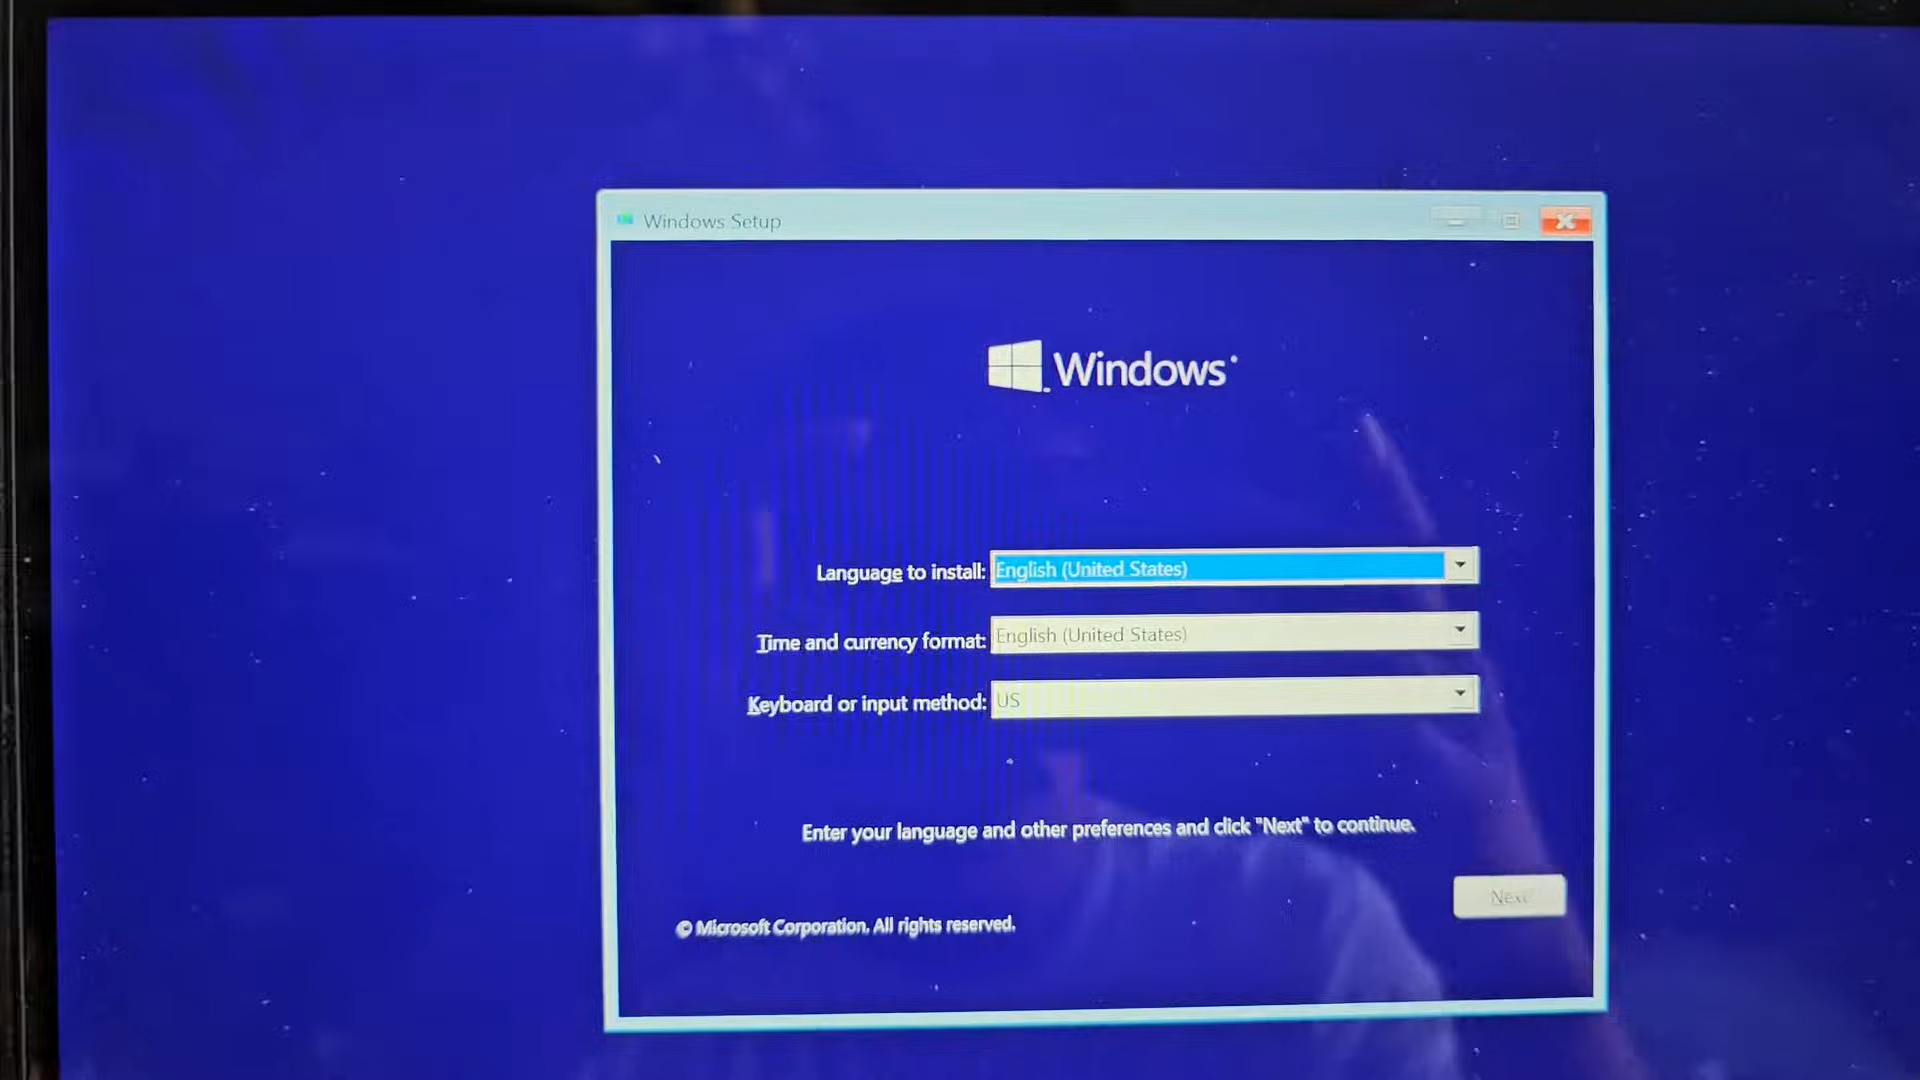 Windows Setup
Windows
Language to install: English (United States)
Time and currency format: English (United States)
Keyboard or input method: US
Enter your language and other preferences and click "Next" to continue.
Next
© Microsoft Corporation. All rights reserved.